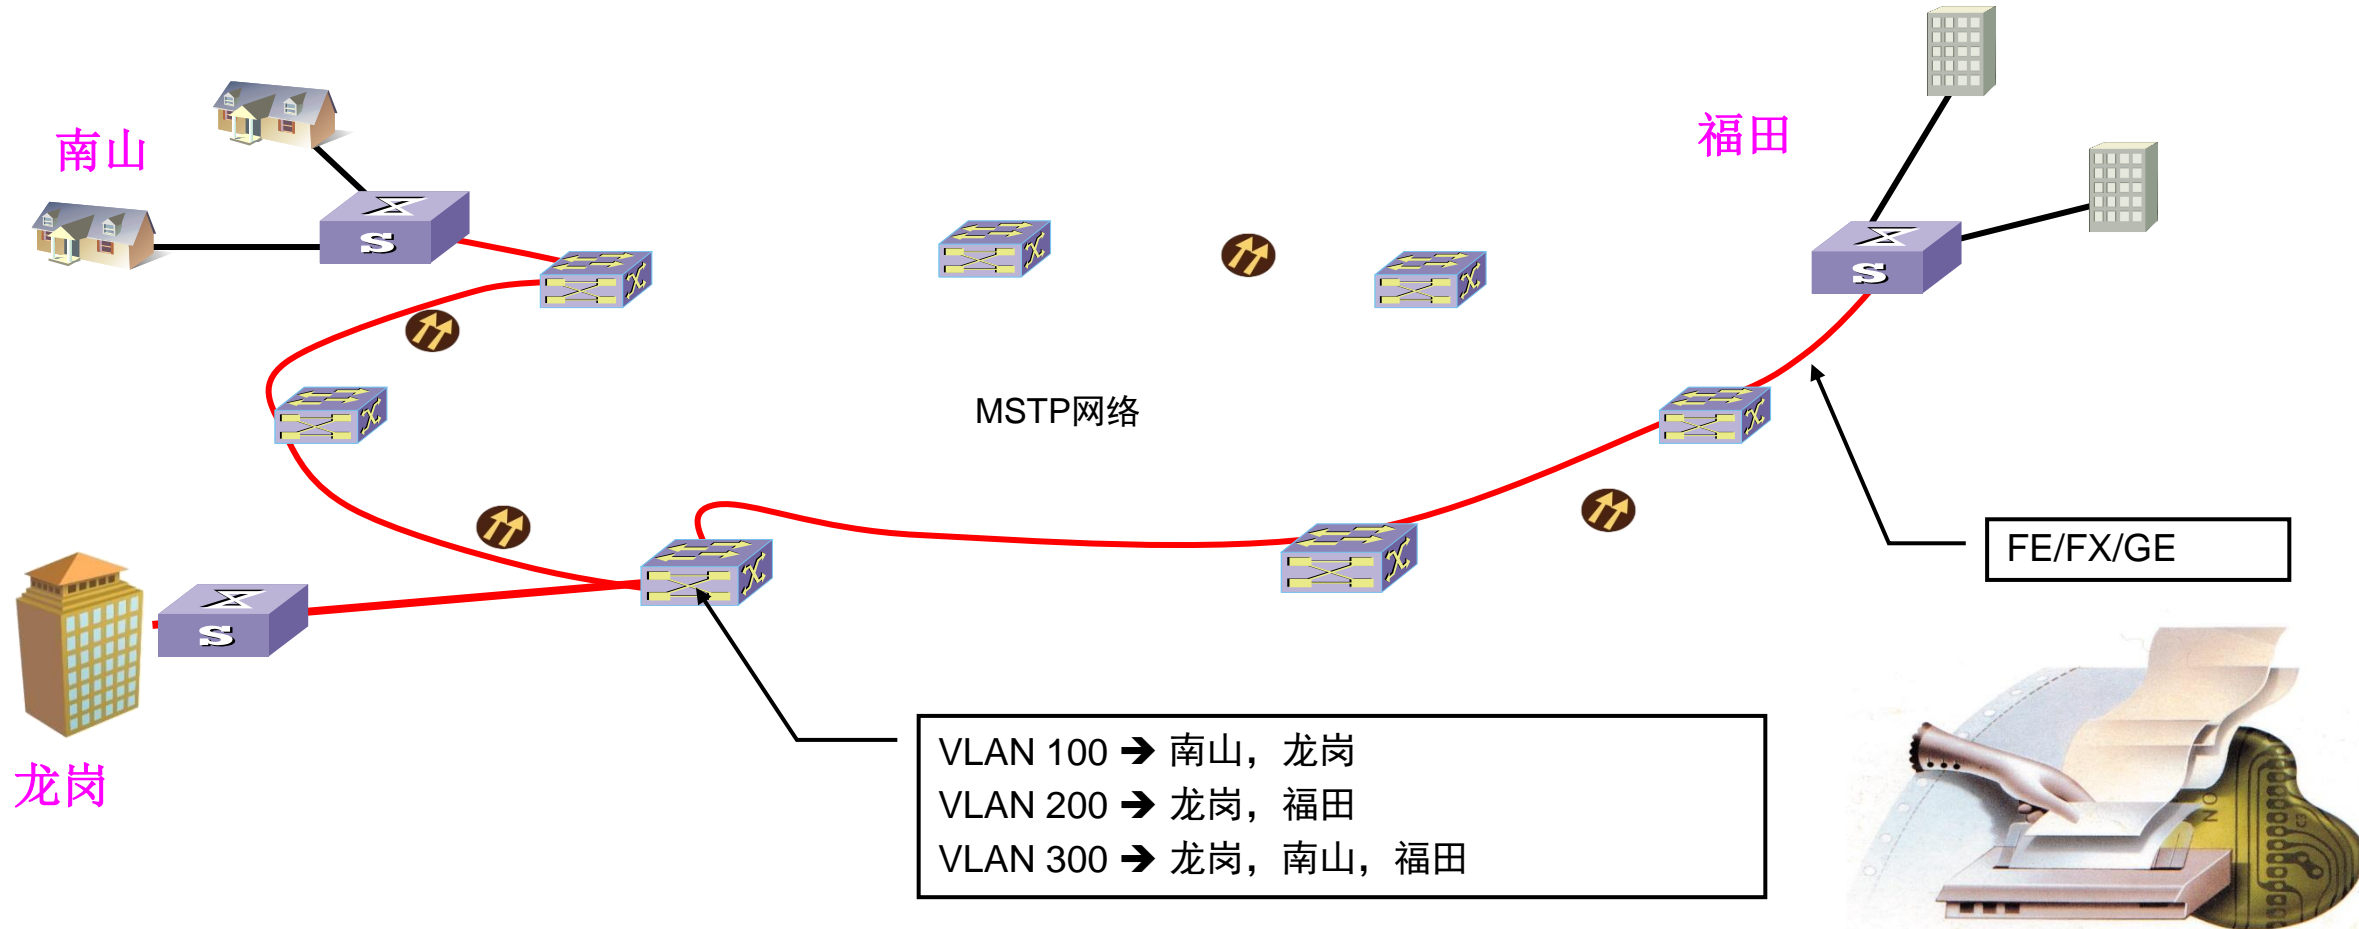 南山
福田
S
S
MSTP网络
FE/FX/GE
S
龙岗
VLAN 100 ➔ 南山，龙岗
VLAN 200 ➔ 龙岗，福田
VLAN 300 ➔ 龙岗，南山，福田